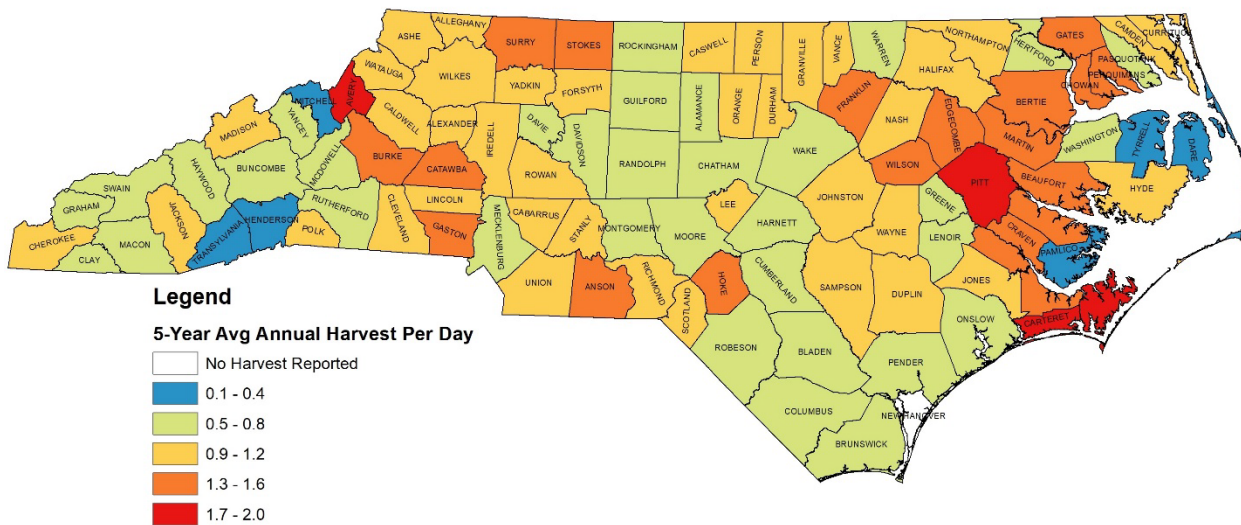 ALLEGHANY
ASHE
SURRY
STOKES
ROCKINGHAM
CASWELL
PERSON
GRANVILLE
VANCE
WARREN
NORTHAMPTON
HERTFORD
GATES
CAMDEN
CURRITUCK
PASQUOTANK
PERQUIMANS
CHOWAN
WATAUGA
WILKES
YADKIN
FORSYTH
GUILFORD
ALAMANCE
ORANGE
DURHAM
FRANKLIN
HALIFAX
BERTIE
MITCHELL
AVERY
CALDWELL
ALEXANDER
IREDELL
DAVIE
DAVIDSON
RANDOLPH
CHATHAM
WAKE
NASH
EDGECOMBE
MARTIN
WASHINGTON
TYRRELL
DARE
MADISON
YANCEY
BURKE
CATAWBA
ROWAN
WILSON
PITT
BEAUFORT
HYDE
HAYWOOD
BUNCOMBE
MCDOWELL
SWAIN
GRAHAM
JACKSON
RUTHERFORD
CLEVELAND
LINCOLN
GASTON
CABARRUS
STANLY
MONTGOMERY
MOORE
LEE
HARNETT
JOHNSTON
WAYNE
GREENE
LENOIR
CRAVEN
PAMLICO
CHEROKEE
CLAY
MACON
TRANSYLVANIA
HENDERSON
POLK
MECKLENBURG
UNION
ANSON
RICHMOND
SCOTLAND
HOKE
CUMBERLAND
SAMPSON
DUPLIN
JONES
ONSLOW
CARTERET
ROBESON
BLADEN
PENDER
COLUMBUS
NEW HANOVER
BRUNSWICK
Legend
5-Year Avg Annual Harvest Per Day
No Harvest Reported
0.1 - 0.4
0.5 - 0.8
0.9 - 1.2
1.3 - 1.6
1.7 - 2.0